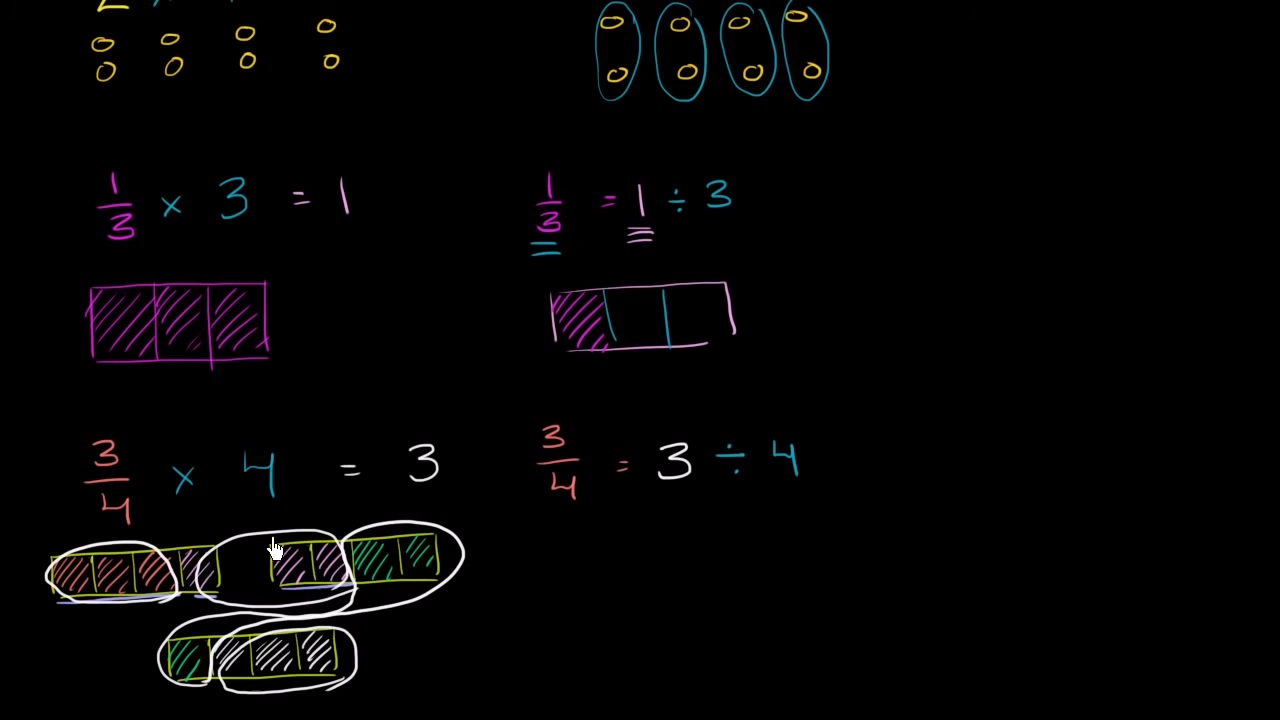 1/3 × 3 = 1
1/3 = 1 ÷ 3
3/4 × 4 = 3
3/4 = 3 ÷ 4